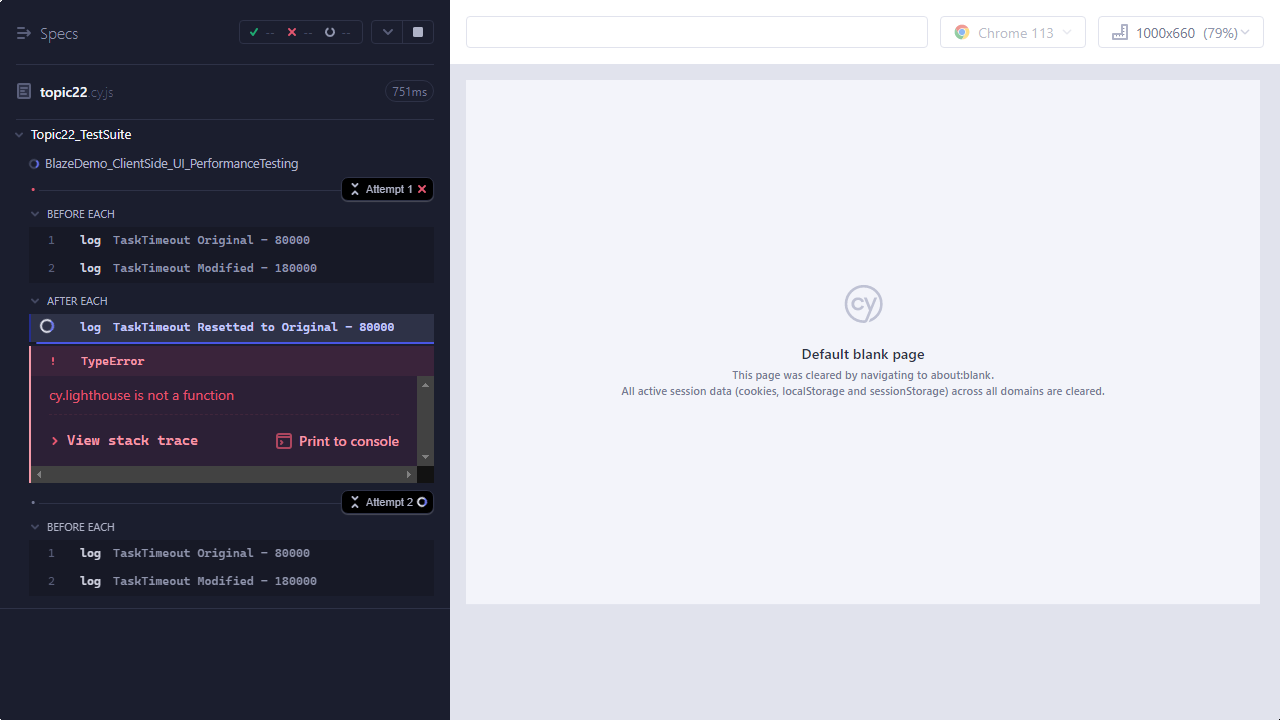 Specs
--
--
--
topic22.cy.js
751ms
Topic22_TestSuite
BlazeDemo_ClientSide_UI_PerformanceTesting
Attempt 1
BEFORE EACH
1 log TaskTimeout Original - 80000
2 log TaskTimeout Modified - 180000
AFTER EACH
log TaskTimeout Resetted to Original - 80000
! TypeError
cy.lighthouse is not a function
> View stack trace
Print to console
Attempt 2
BEFORE EACH
1 log TaskTimeout Original - 80000
2 log TaskTimeout Modified - 180000
Chrome 113
1000x660 (79%)
cy
Default blank page
This page was cleared by navigating to about:blank.
All active session data (cookies, localStorage and sessionStorage) across all domains are cleared.